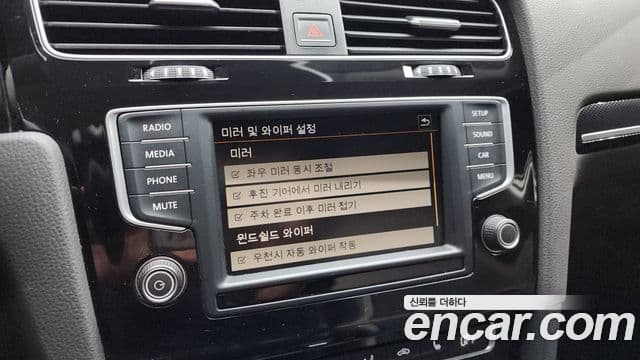 RADIO
MEDIA
PHONE
MUTE
미러 및 와이퍼 설정
미러
좌우 미러 동시 조절
후진 기어에서 미러 내리기
주차 완료 이후 미러 접기
윈드쉴드 와이퍼
우천시 자동 와이퍼 작동
SETUP
SOUND
CAR
MENU
신뢰를 더하다
encar.com